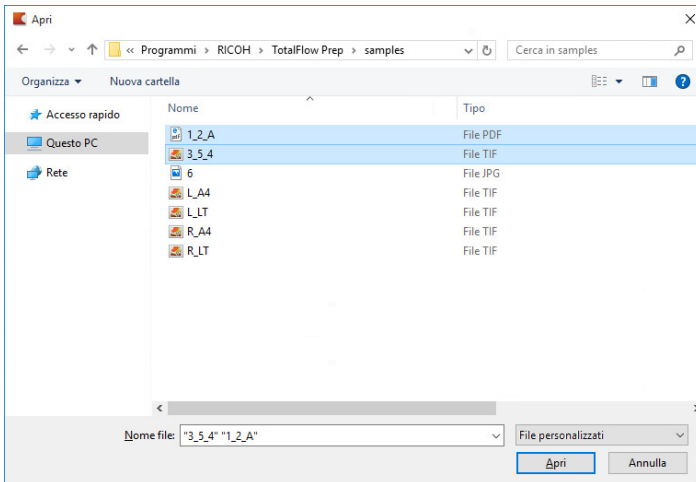 Apri
« Programmi > RICOH > TotalFlow Prep > samples
Cerca in samples
Organizza
Nuova cartella
Accesso rapido
Questo PC
Rete
Nome Tipo
1_2_A File PDF
3_5_4 File TIF
6 File JPG
L_A4 File TIF
L_LT File TIF
R_A4 File TIF
R_LT File TIF
Nome file: "3_5_4" "1_2_A" File personalizzati
Apri Annulla